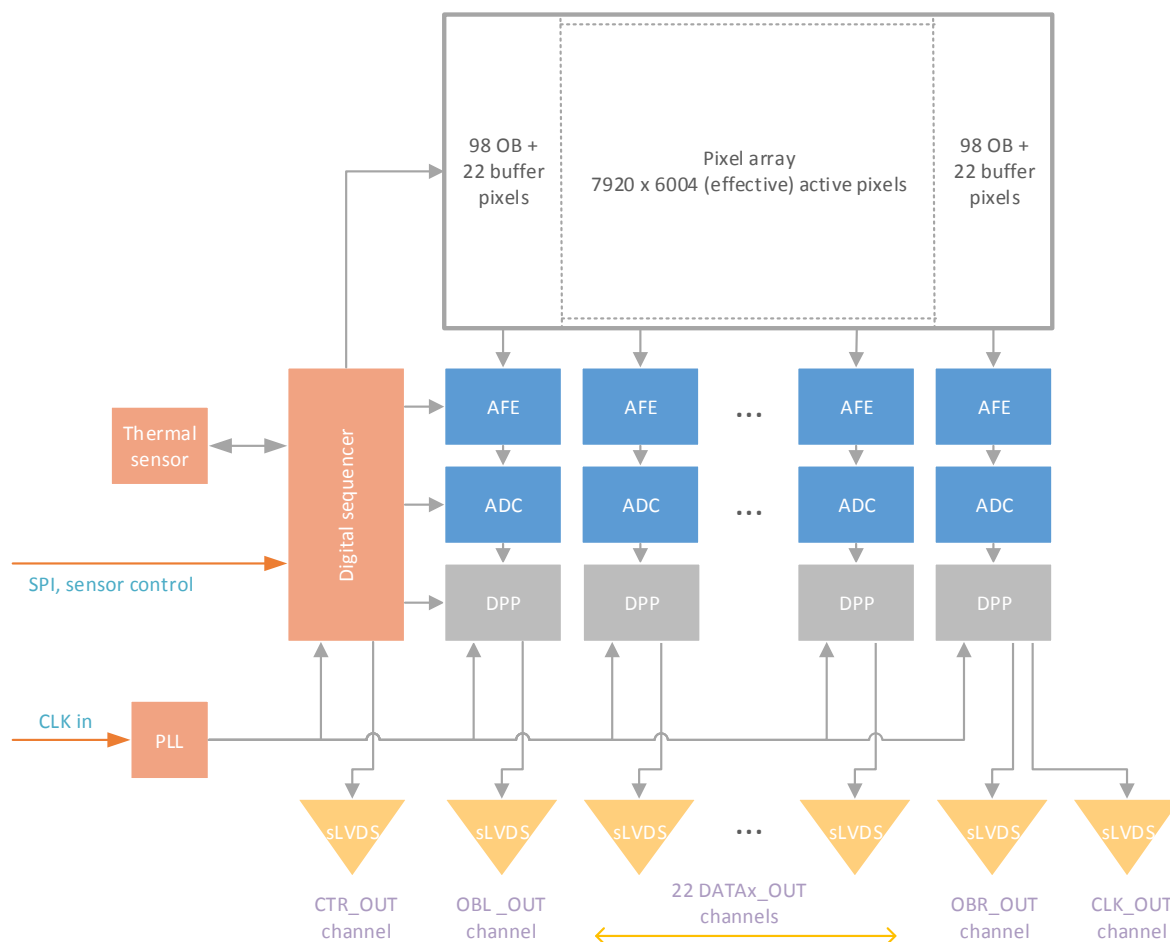 98 OB +
22 buffer
pixels
Pixel array
7920 x 6004 (effective) active pixels
98 OB +
22 buffer
pixels
AFE
AFE
...
AFE
AFE
Thermal
sensor
Digital sequencer
ADC
ADC
...
ADC
ADC
SPI, sensor control
DPP
DPP
DPP
DPP
CLK in
PLL
sLVDS
sLVDS
sLVDS
...
sLVDS
sLVDS
sLVDS
CTR_OUT
channel
OBL _OUT
channel
22 DATAx_OUT
channels
OBR_OUT
channel
CLK_OUT
channel